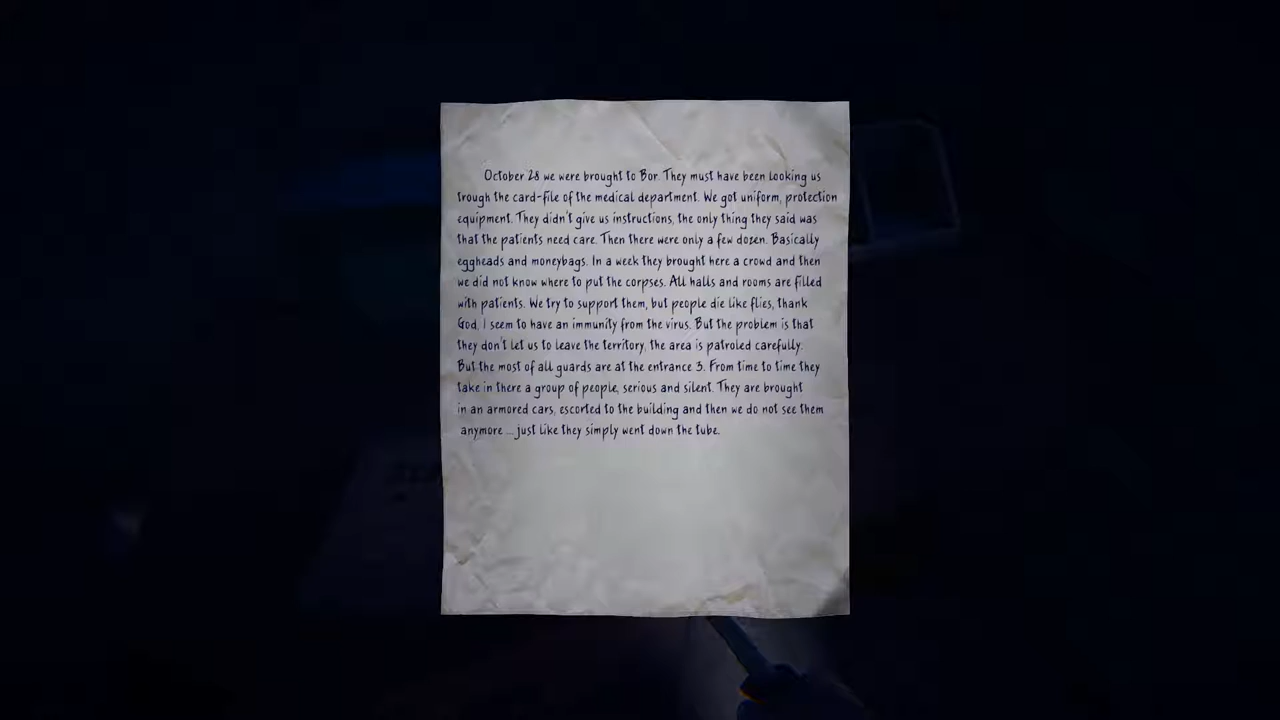 October 28 we were brought to Bor. They must have been looking us
trough the card-file of the medical department. We got uniform, protection
equipment. They didn't give us instructions, the only thing they said was
that the patients need care. Then there were only a few dozen. Basically
eggheads and moneybags. In a week they brought here a crowd and then
we did not know where to put the corpses. All halls and rooms are filled
with patients. We try to support them, but people die like flies, thank
God, I seem to have an immunity from the virus. But the problem is that
they don't let us to leave the territory, the area is patroled carefully.
But the most of all guards are at the entrance 3. From time to time they
take in there a group of people, serious and silent. They are brought
in an armored cars, escorted to the building and then we do not see them
anymore ... just like they simply went down the tube.